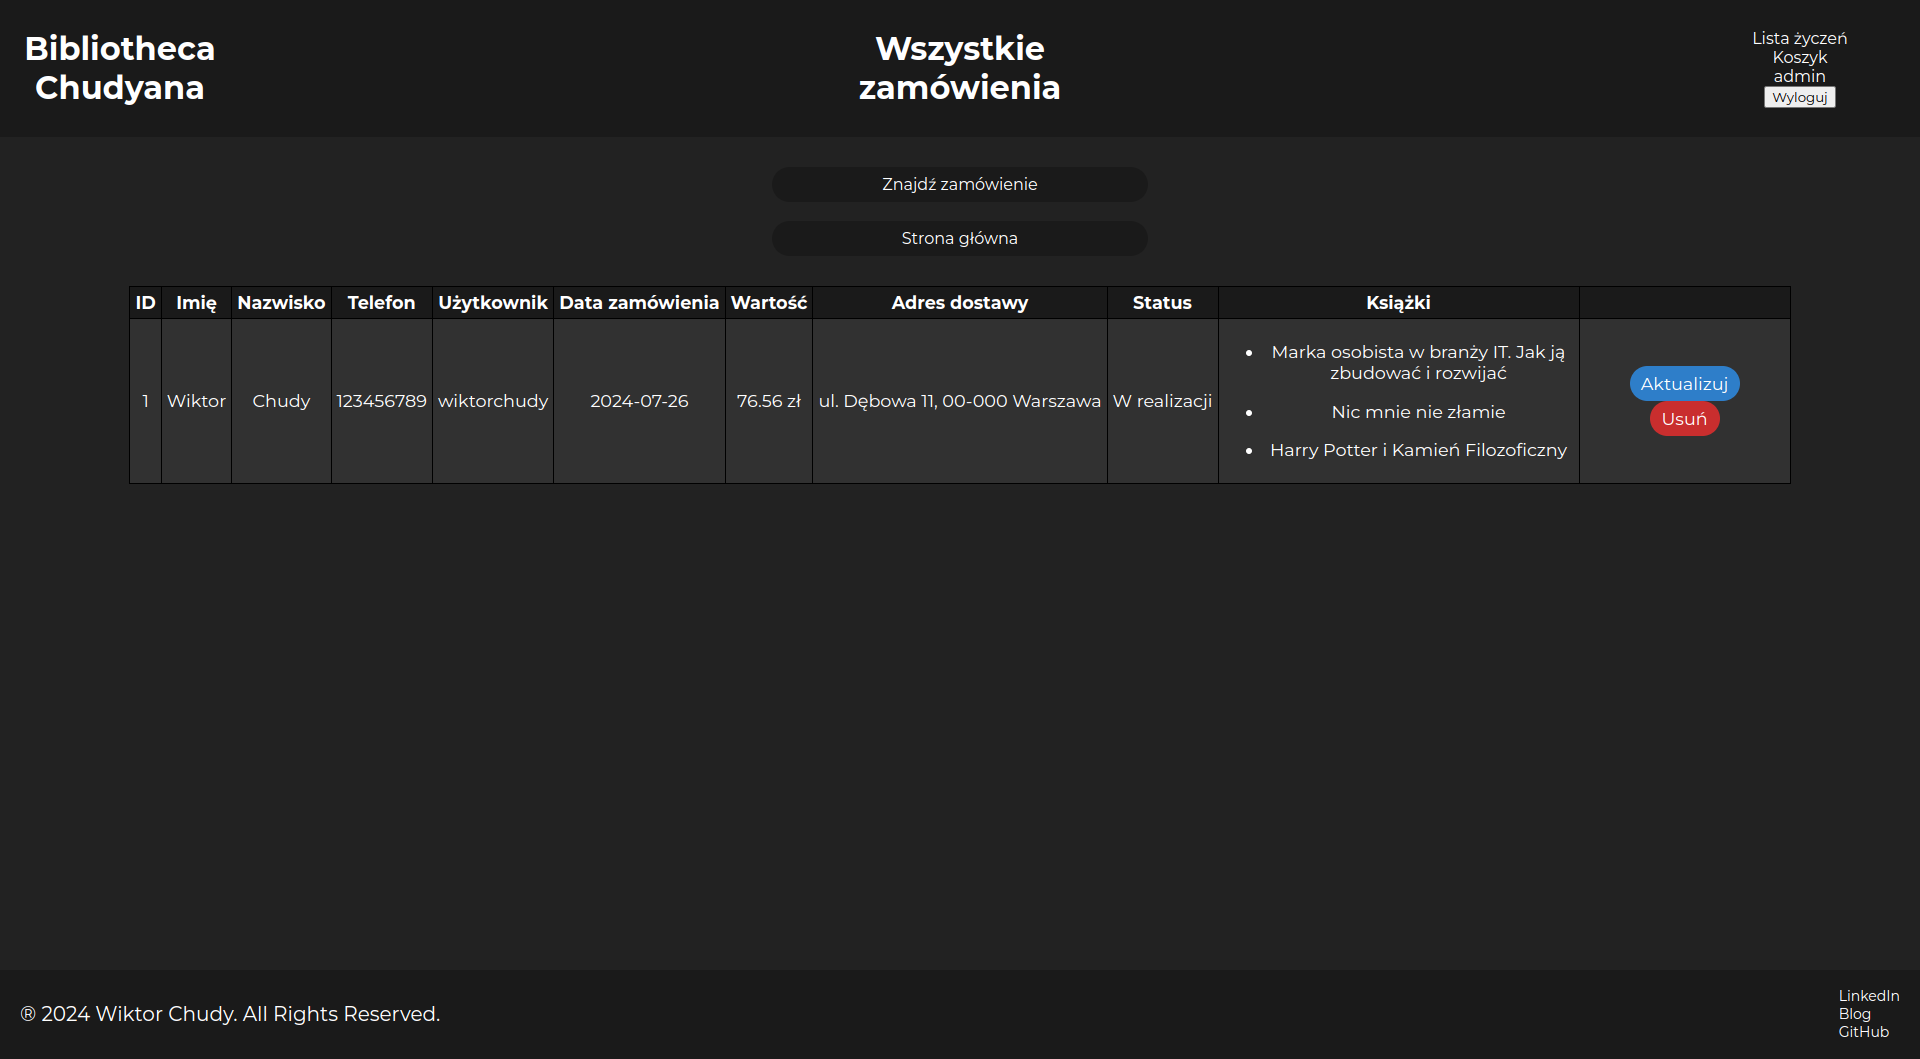 Bibliotheca
Chudyana
Wszystkie
zamówienia
Lista życzeń
Koszyk
admin
Wyloguj
Znajdź zamówienie
Strona główna
ID Imię Nazwisko Telefon Użytkownik Data zamówienia Wartość Adres dostawy Status Książki
1 Wiktor Chudy 123456789 wiktorchudy 2024-07-26 76.56 zł ul. Dębowa 11, 00-000 Warszawa W realizacji
• Marka osobista w branży IT. Jak ją
zbudować i rozwijać
• Nic mnie nie złamie
• Harry Potter i Kamień Filozoficzny
Aktualizuj
Usuń
® 2024 Wiktor Chudy. All Rights Reserved.
LinkedIn
Blog
GitHub